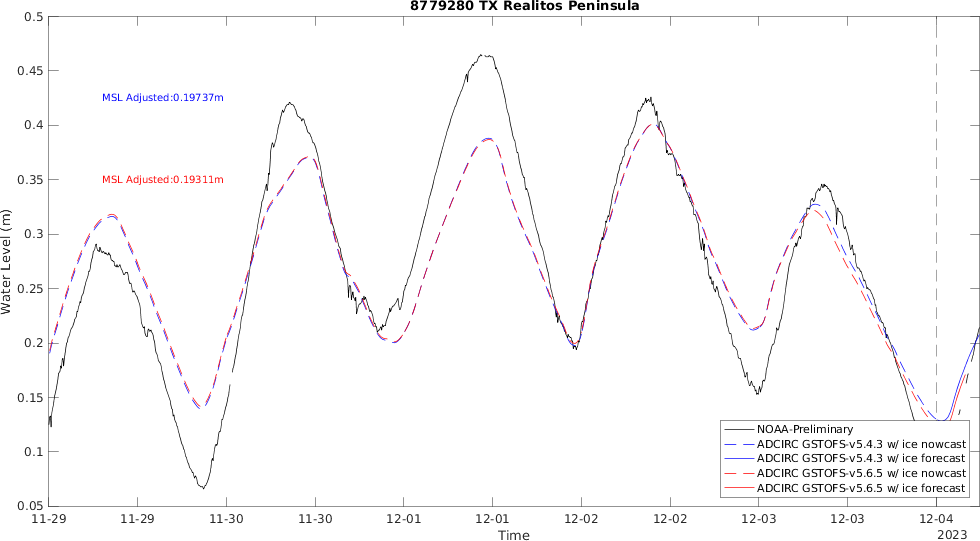 8779280 TX Realitos Peninsula
0.5
0.45
0.4
0.35
0.3
0.25
0.2
0.15
0.1
0.05
Water Level (m)
MSL Adjusted:0.19737m
MSL Adjusted:0.19311m
NOAA-Preliminary
ADCIRC GSTOFS-v5.4.3 w/ ice nowcast
ADCIRC GSTOFS-v5.4.3 w/ ice forecast
ADCIRC GSTOFS-v5.6.5 w/ ice nowcast
ADCIRC GSTOFS-v5.6.5 w/ ice forecast
11-29 11-29 11-30 11-30 12-01 12-01 12-02 12-02 12-03 12-03 12-04
2023
Time